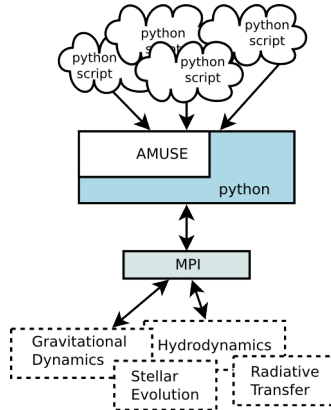 python
script
python
script
python
script
python
script
AMUSE
python
MPI
Gravitational
Dynamics
Hydrodynamics
Stellar
Evolution
Radiative
Transfer